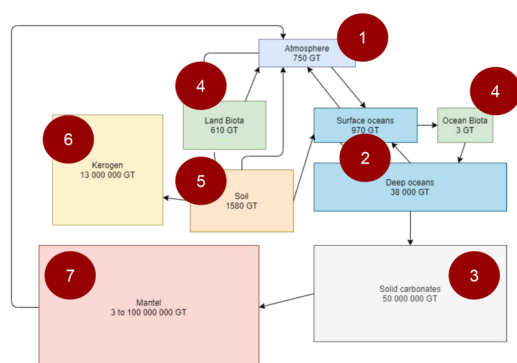 1
Atmosphere
750 GT
4
Land Biota
610 GT
Surface oceans
970 GT
4
Ocean Biota
3 GT
6
Kerogen
13 000 000 GT
2
5
Soil
1580 GT
Deep oceans
38 000 GT
7
Mantel
3 to 100 000 000 GT
3
Solid carbonates
50 000 000 GT